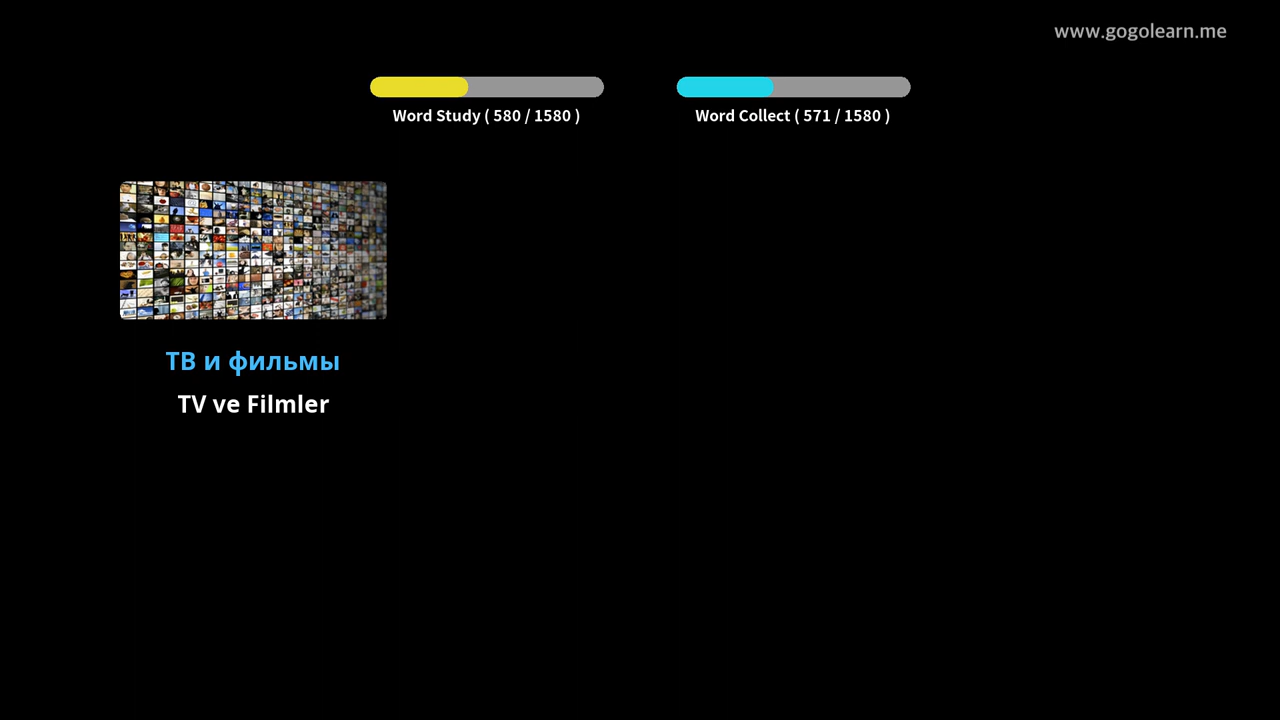 www.gogolearn.me
Word Study ( 580 / 1580 )
Word Collect ( 571 / 1580 )
ТВ и фильмы
TV ve Filmler